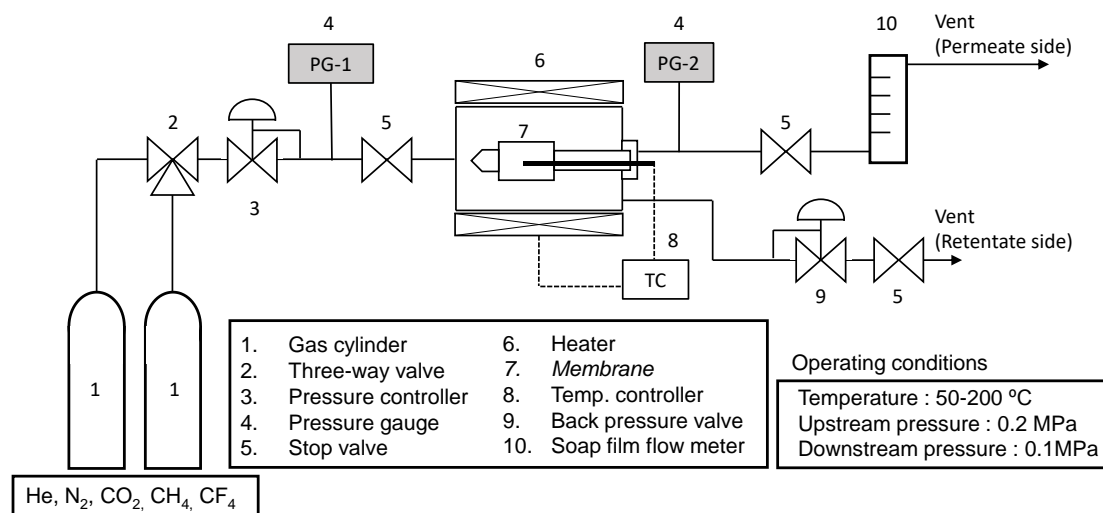 4
4
10
Vent
(Permeate side)
PG-1
6
PG-2
2
5
7
5
3
8
Vent
(Retentate side)
TC
9
5
1
1
1. Gas cylinder
2. Three-way valve
3. Pressure controller
4. Pressure gauge
5. Stop valve
6. Heater
7. Membrane
8 Temp. controller
9. Back pressure valve
10. Soap film flow meter
Operating conditions
Temperature : 50-200 ºC
Upstream pressure : 0.2 MPa
Downstream pressure : 0.1MPa
He, N2, CO2, CH4, CF4